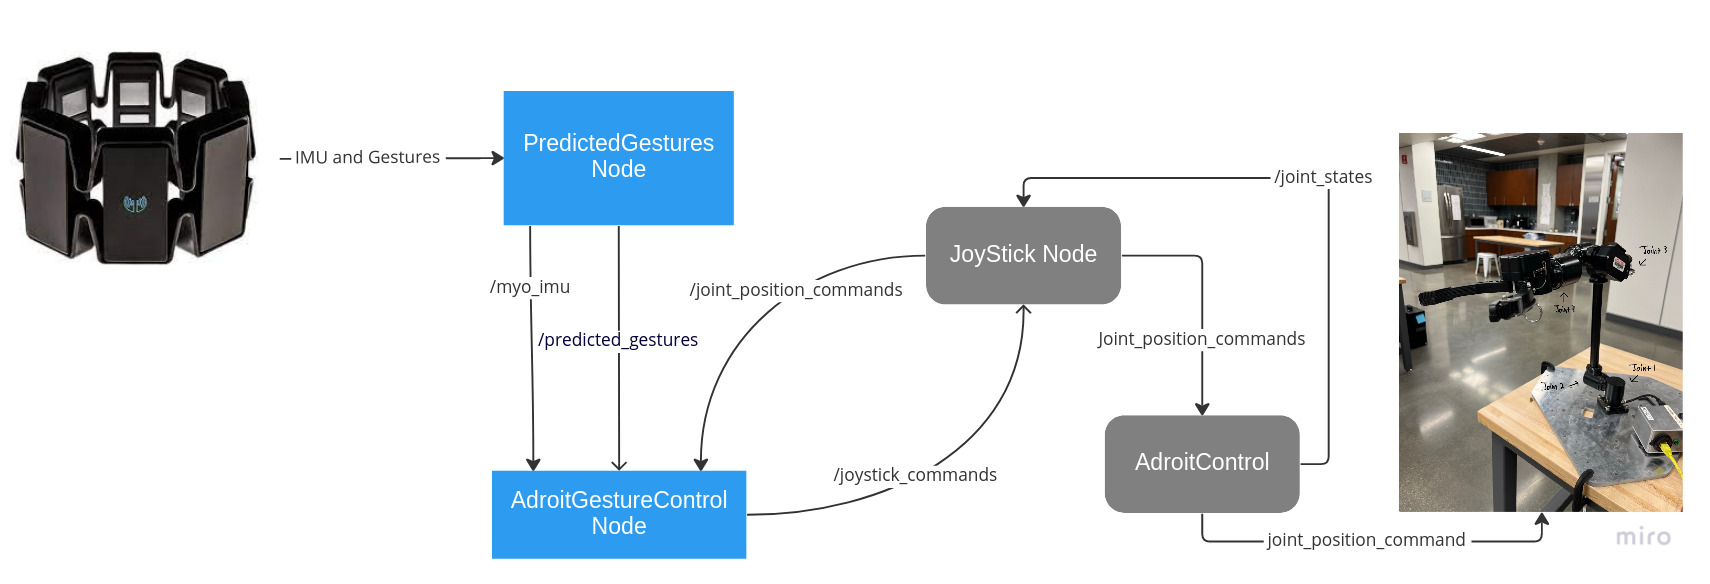 IMU and Gestures
PredictedGestures
Node
/joint_states
JoyStick Node
/myo_imu
/joint_position_commands
/predicted_gestures
Joint_position_commands
/joystick_commands
AdroitControl
AdroitGestureControl
Node
joint_position_command
Joint 3
Joint 1
Joint 2
miro